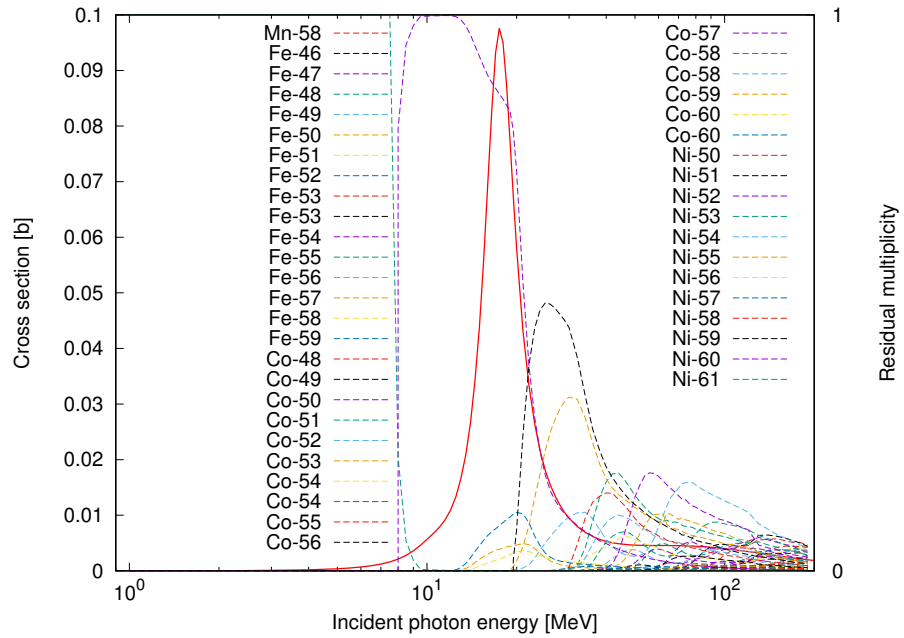 0
0.01
0.02
0.03
0.04
0.05
0.06
0.07
0.08
0.09
0.1
10^0
10^1
10^2
0
1
Cross section [b]
Residual multiplicity
Incident photon energy [MeV]
Mn-58
Fe-46
Fe-47
Fe-48
Fe-49
Fe-50
Fe-51
Fe-52
Fe-53
Fe-53
Fe-54
Fe-55
Fe-56
Fe-57
Fe-58
Fe-59
Co-48
Co-49
Co-50
Co-51
Co-52
Co-53
Co-54
Co-54
Co-55
Co-56
Co-57
Co-58
Co-58
Co-59
Co-60
Co-60
Ni-50
Ni-51
Ni-52
Ni-53
Ni-54
Ni-55
Ni-56
Ni-57
Ni-58
Ni-59
Ni-60
Ni-61